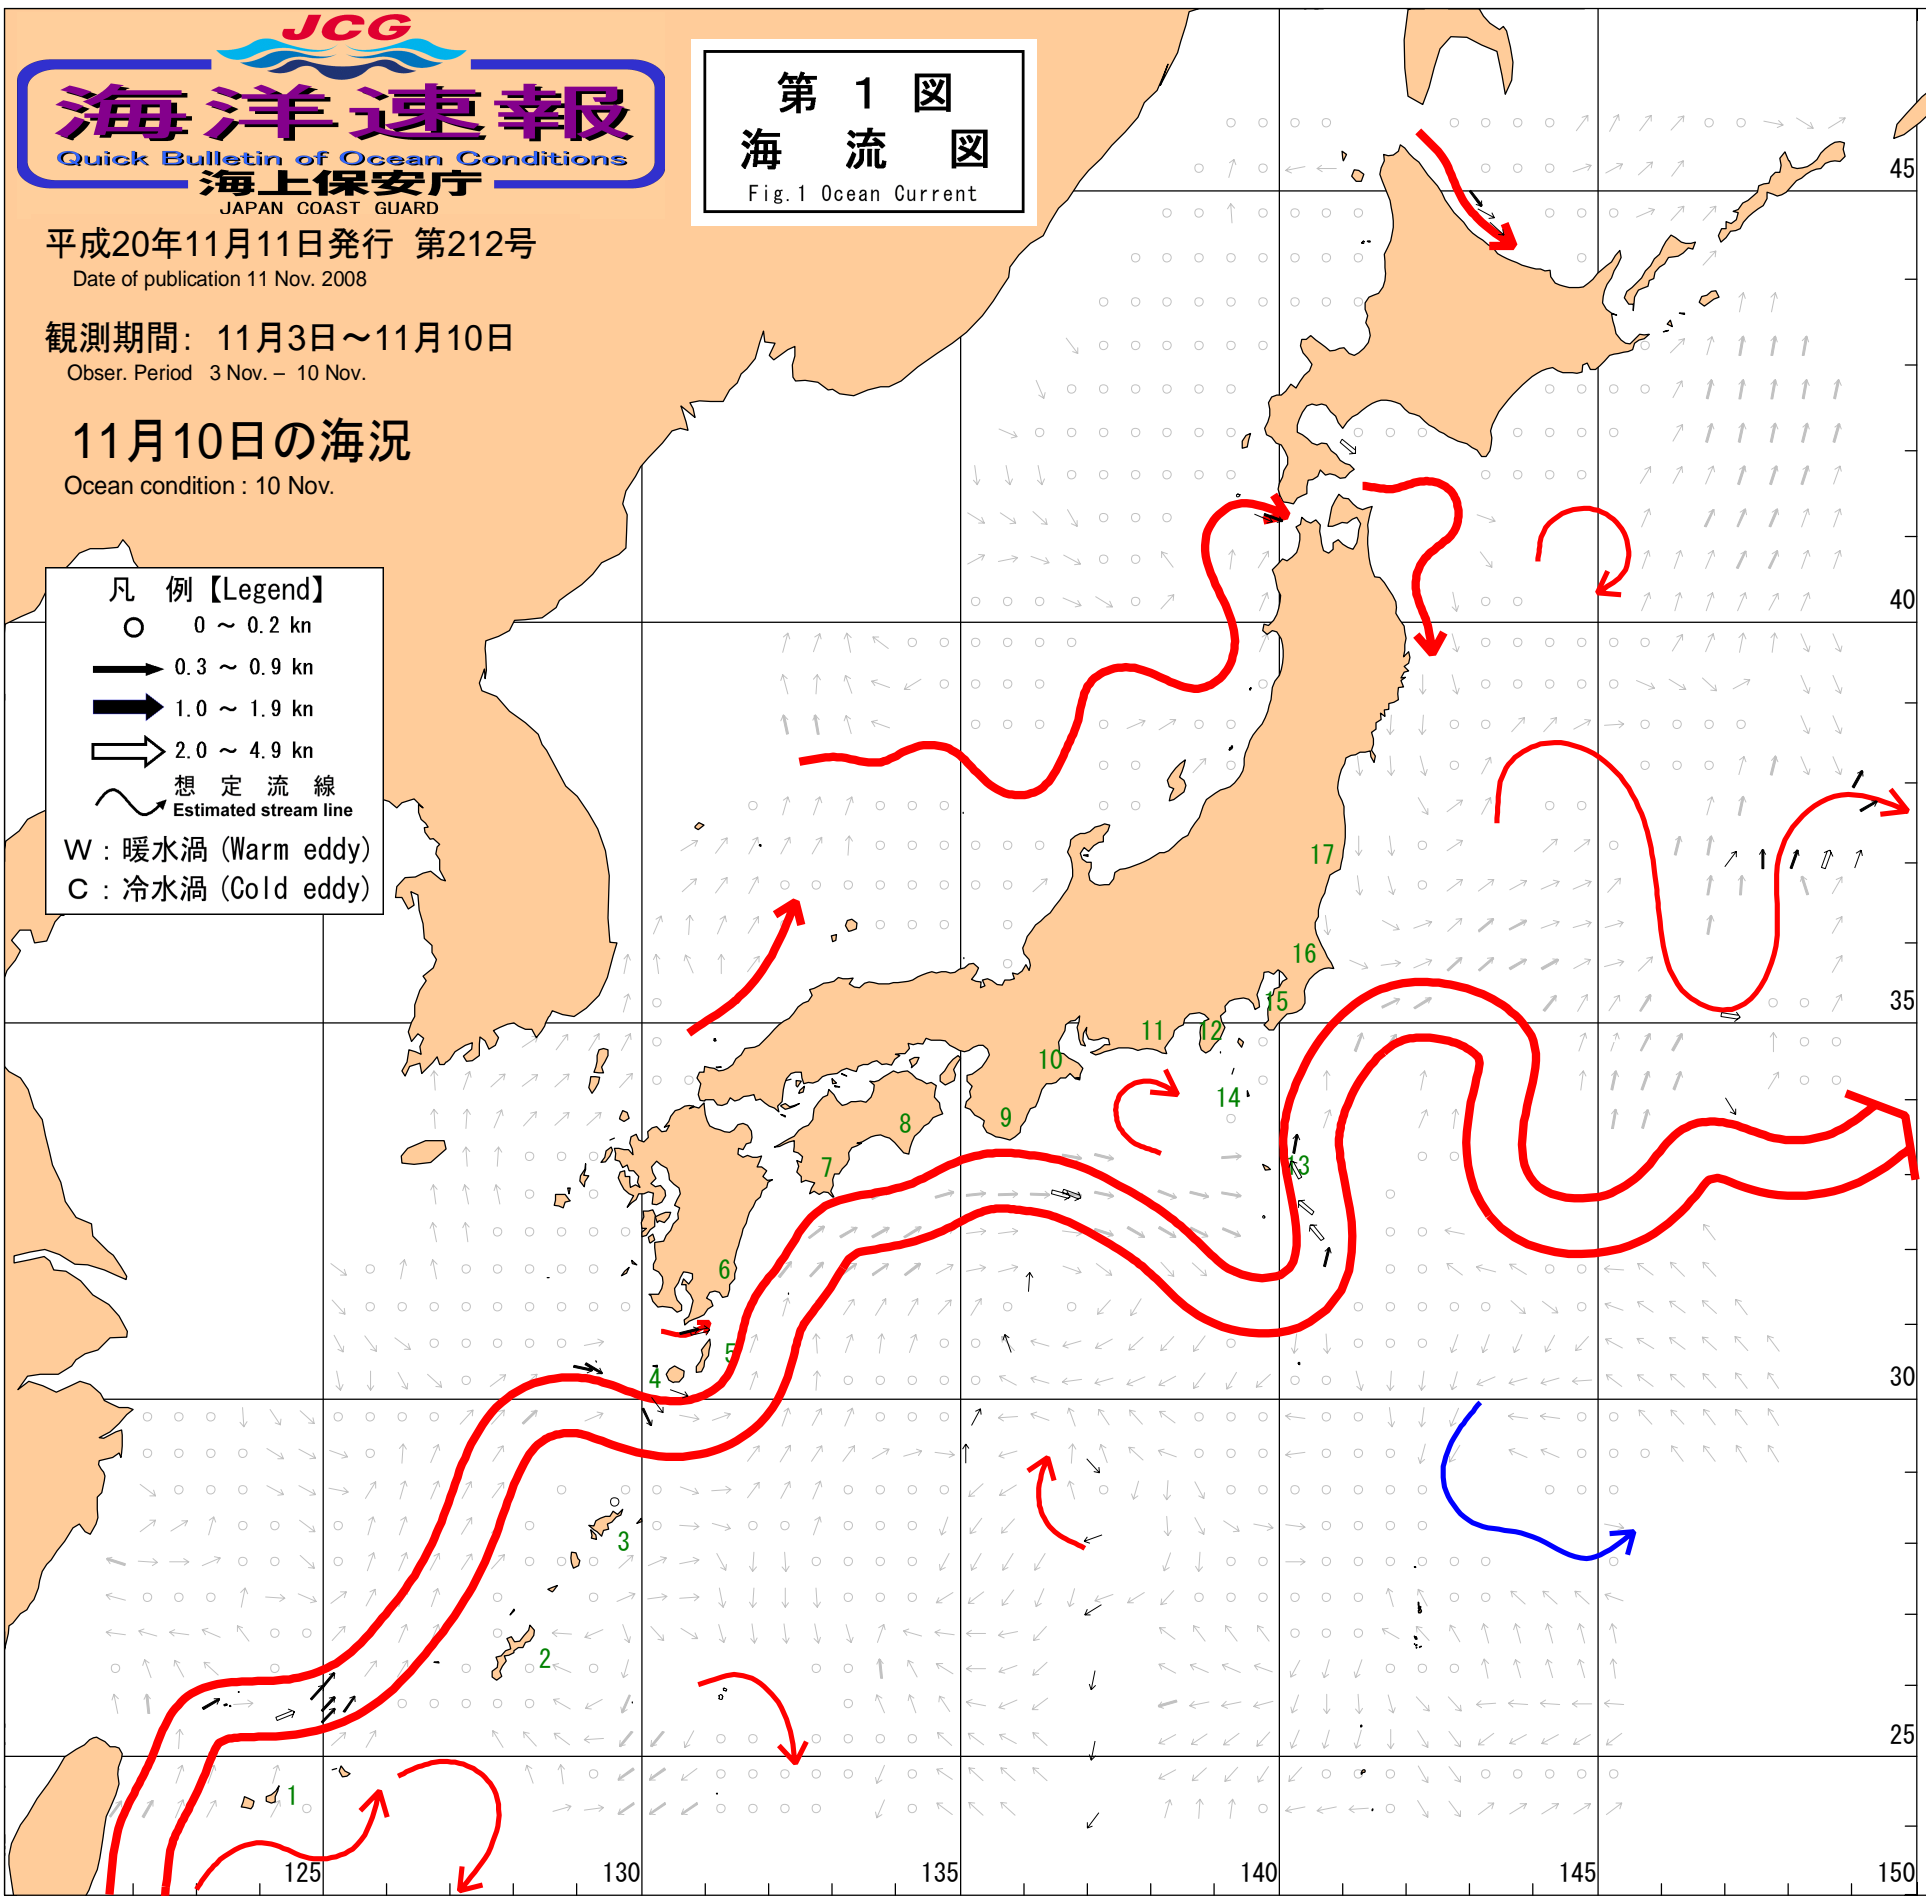 JCG
海洋速報
Quick Bulletin of Ocean Conditions
海上保安庁
JAPAN COAST GUARD
平成20年11月11日発行 第212号
Date of publication 11 Nov. 2008
観測期間: 11月3日～11月10日
Obser. Period 3 Nov. – 10 Nov.
11月10日の海況
Ocean condition : 10 Nov.
第 1 図
海 流 図
Fig.1 Ocean Current
凡 例【Legend】
0 ～ 0.2 kn
0.3 ～ 0.9 kn
1.0 ～ 1.9 kn
2.0 ～ 4.9 kn
想 定 流 線
Estimated stream line
W : 暖水渦 (Warm eddy)
C : 冷水渦 (Cold eddy)
45
40
17
16
35
15
12
11
10
14
9
8
7
13
6
5
4
30
3
2
25
1
125
130
135
140
145
150